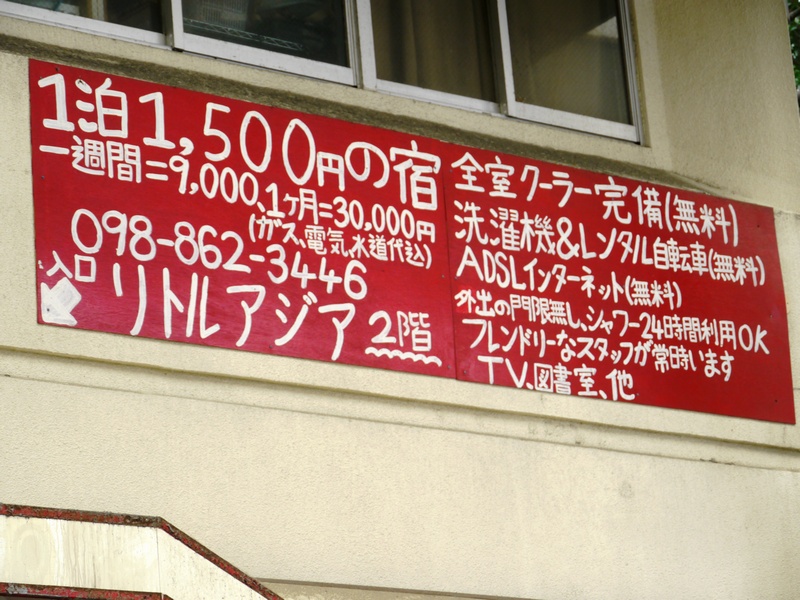 1泊1,500円の宿
一週間=9,000、1ヶ月=30,000円
(ガス、電気、水道代込)
098-862-3446
入口
リトルアジア 2階
全室クーラー完備(無料)
洗濯機&レンタル自転車(無料)
ADSLインターネット(無料)
外出の門限無し、シャワー24時間利用OK
フレンドリーなスタッフが常時います
TV、図書室、他